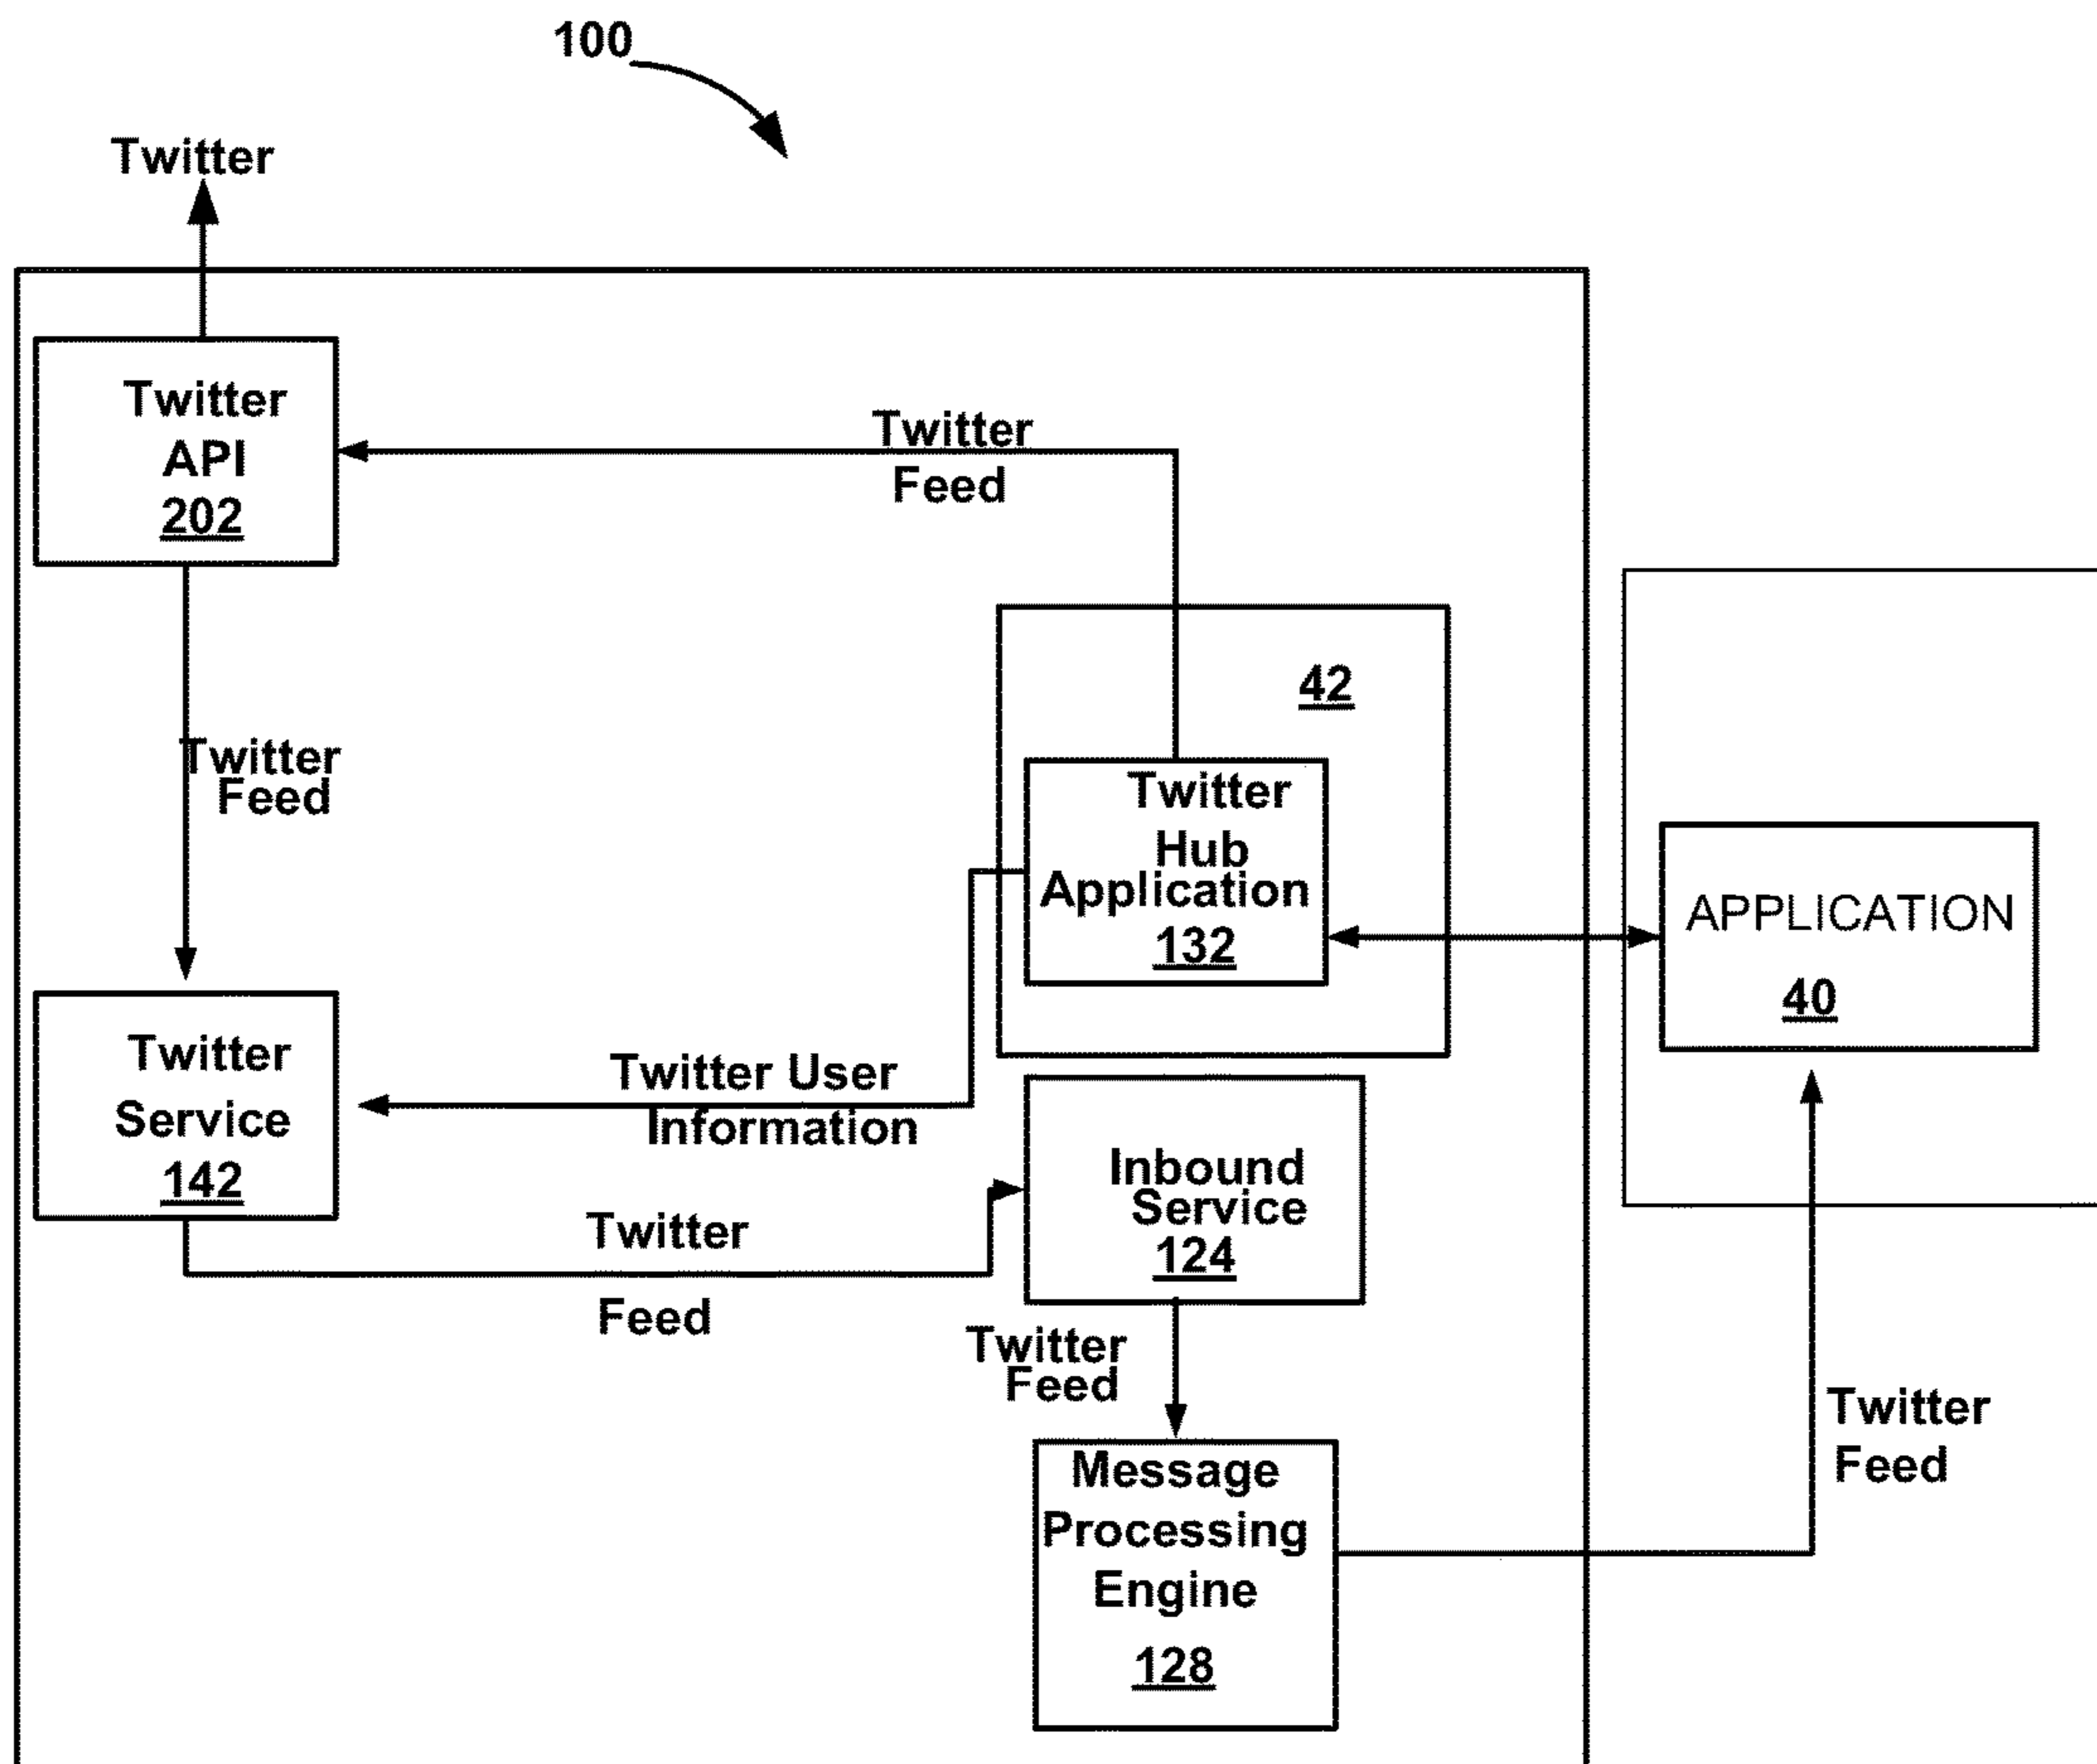 100
Twitter
Twitter
API
202
Twitter
Feed
42
Twitter
Feed
Twitter
Hub
Application
132
APPLICATION
40
Twitter
Service
142
Twitter User
Information
Inbound
Service
124
Twitter
Feed
Twitter
Feed
Twitter
Feed
Message
Processing
Engine
128